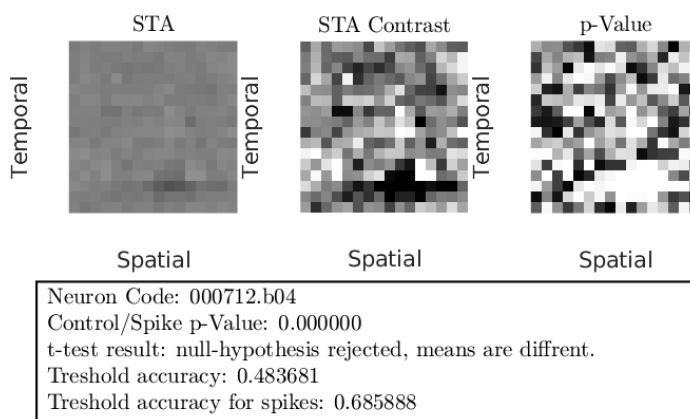 STA STA Contrast p-Value
Temporal Temporal Temporal
Spatial Spatial Spatial
Neuron Code: 000712.b04
Control/Spike p-Value: 0.000000
t-test result: null-hypothesis rejected, means are diffrent.
Treshold accuracy: 0.483681
Treshold accuracy for spikes: 0.685888